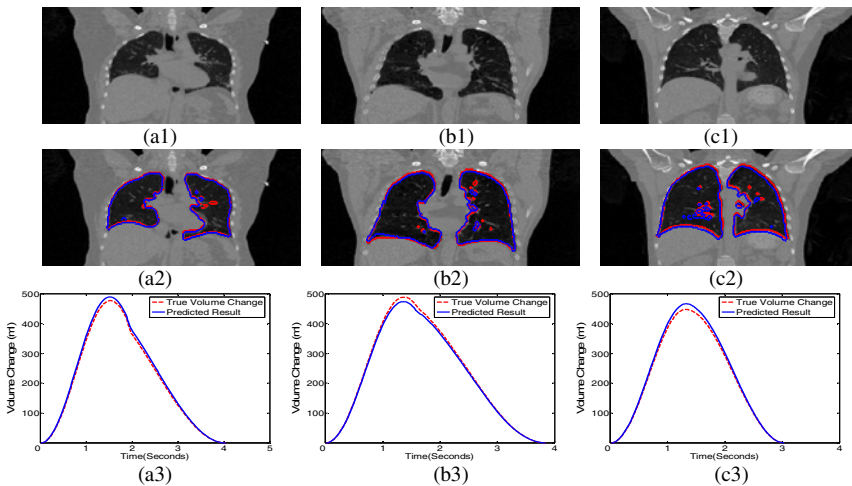 (a1) (b1) (c1)
(a2) (b2) (c2)
500 400 300 200 100
Volume Change (ml)
True Volume Change
Predicted Result
0 1 2 3 4 5
Time(Seconds)
(a3)
500 400 300 200 100
Volume Change (ml)
True Volume Change
Predicted Result
0 1 2 3 4
Time(Seconds)
(b3)
500 400 300 200 100
Volume Change (ml)
True Volume Change
Predicted Result
0 1 2 3 4
Time(Seconds)
(c3)